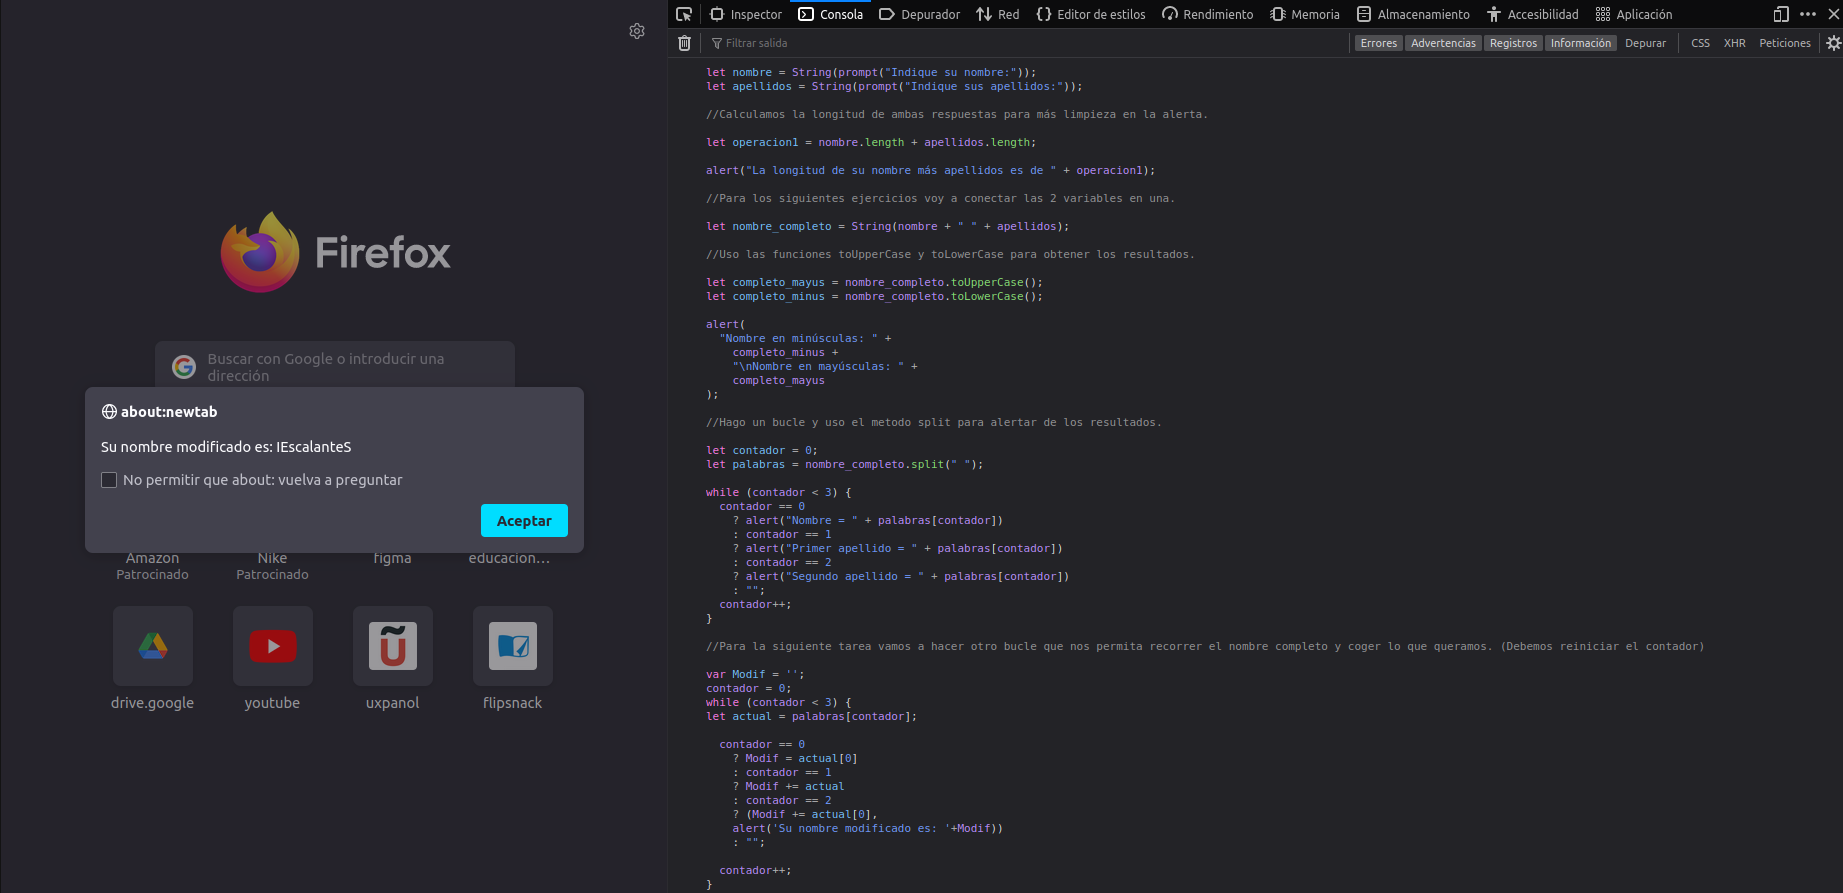 Inspector
Consola
Depurador
Red
Editor de estilos
Rendimiento
Memoria
Almacenamiento
Accesibilidad
Aplicación
Filtrar salida
Errores
Advertencias
Registros
Información
Depurar
CSS
XHR
Peticiones
Firefox
Buscar con Google o introducir una
dirección
about:newtab
Su nombre modificado es: IEscalanteS
No permitir que about: vuelva a preguntar
Aceptar
Amazon
Patrocinado
Nike
Patrocinado
figma
educacion...
drive.google
youtube
uxpanol
flipsnack
let nombre = String(prompt("Indique su nombre:"));
let apellidos = String(prompt("Indique sus apellidos:"));
//Calculamos la longitud de ambas respuestas para más limpieza en la alerta.
let operacion1 = nombre.length + apellidos.length;
alert("La longitud de su nombre más apellidos es de " + operacion1);
//Para los siguientes ejercicios voy a conectar las 2 variables en una.
let nombre_completo = String(nombre + " " + apellidos);
//Uso las funciones toUpperCase y toLowerCase para obtener los resultados.
let completo_mayus = nombre_completo.toUpperCase();
let completo_minus = nombre_completo.toLowerCase();
alert(
"Nombre en minúsculas: " +
completo_minus +
"\nNombre en mayúsculas: " +
completo_mayus
);
//Hago un bucle y uso el metodo split para alertar de los resultados.
let contador = 0;
let palabras = nombre_completo.split(" ");
while (contador < 3) {
contador == 0
? alert("Nombre = " + palabras[contador])
: contador == 1
? alert("Primer apellido = " + palabras[contador])
: contador == 2
? alert("Segundo apellido = " + palabras[contador])
: "";
contador++;
}
//Para la siguiente tarea vamos a hacer otro bucle que nos permita recorrer el nombre completo y coger lo que queramos. (Debemos reiniciar el contador)
var Modif = '';
contador = 0;
while (contador < 3) {
let actual = palabras[contador];
contador == 0
? Modif = actual[0]
: contador == 1
? Modif += actual
: contador == 2
? (Modif += actual[0],
alert('Su nombre modificado es: '+Modif))
: "";
contador++;
}